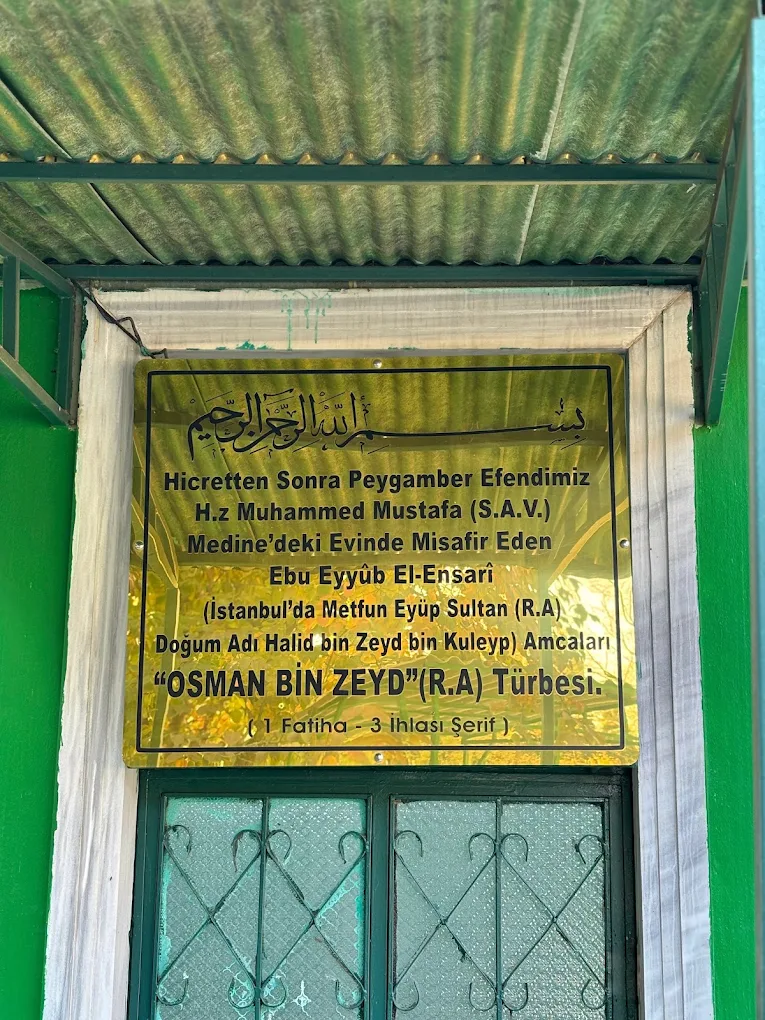 بسم الله الرحمن الرحيم
Hicretten Sonra Peygamber Efendimiz
H.z Muhammed Mustafa (S.A.V.)
Medine'deki Evinde Misafir Eden
Ebu Eyyûb El-Ensarî
(İstanbul'da Metfun Eyüp Sultan (R.A)
Doğum Adı Halid bin Zeyd bin Kuleyp) Amcaları
“OSMAN BİN ZEYD”(R.A) Türbesi.
( 1 Fatiha - 3 İhlası Şerif )